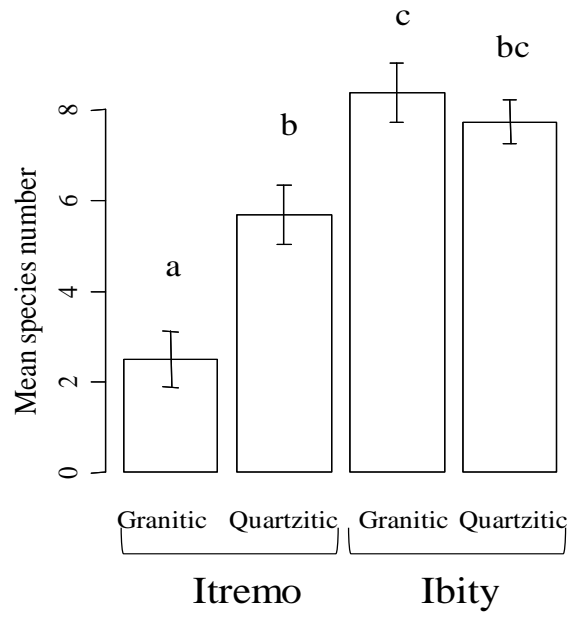 c
bc
b
a
Mean species number
8
6
4
2
0
Granitic Quartzitic Granitic Quartzitic
Itremo Ibity